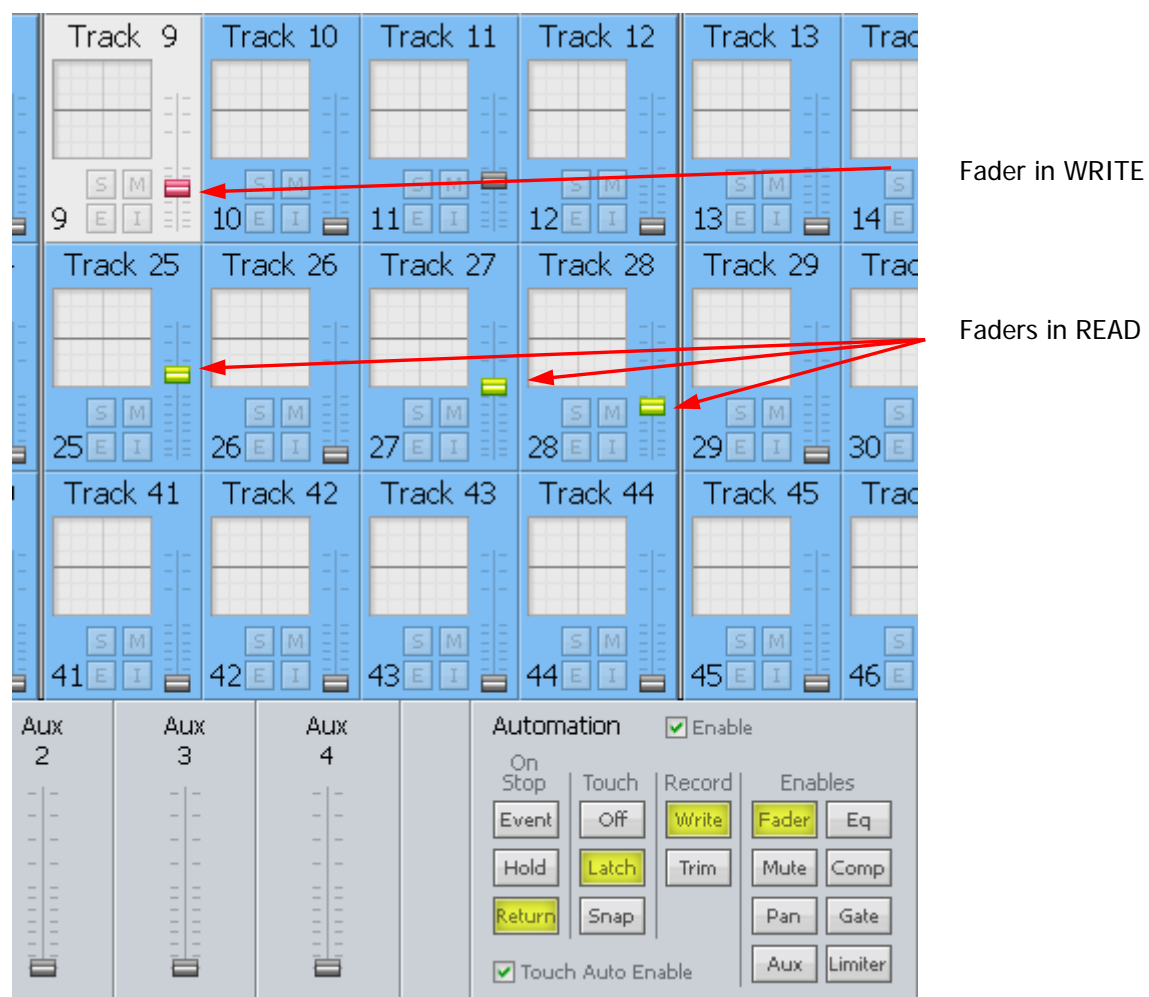 Track 9 Track 10 Track 11 Track 12 Track 13 Trac
S M S M S M S M S M S
9 E I 10 E I 11 E I 12 E I 13 E I 14 E
Fader in WRITE
Track 25 Track 26 Track 27 Track 28 Track 29 Trac
S M S M S M S M S M S
25 E I 26 E I 27 E I 28 E I 29 E I 30 E
Faders in READ
Track 41 Track 42 Track 43 Track 44 Track 45 Trac
S M S M S M S M S M S
41 E I 42 E I 43 E I 44 E I 45 E I 46 E
Aux
2
Aux
3
Aux
4
Automation Enable
On
Stop Touch Record Enables
Event Off Write Fader Eq
Hold Latch Trim Mute Comp
Return Snap Pan Gate
Touch Auto Enable Aux Limiter